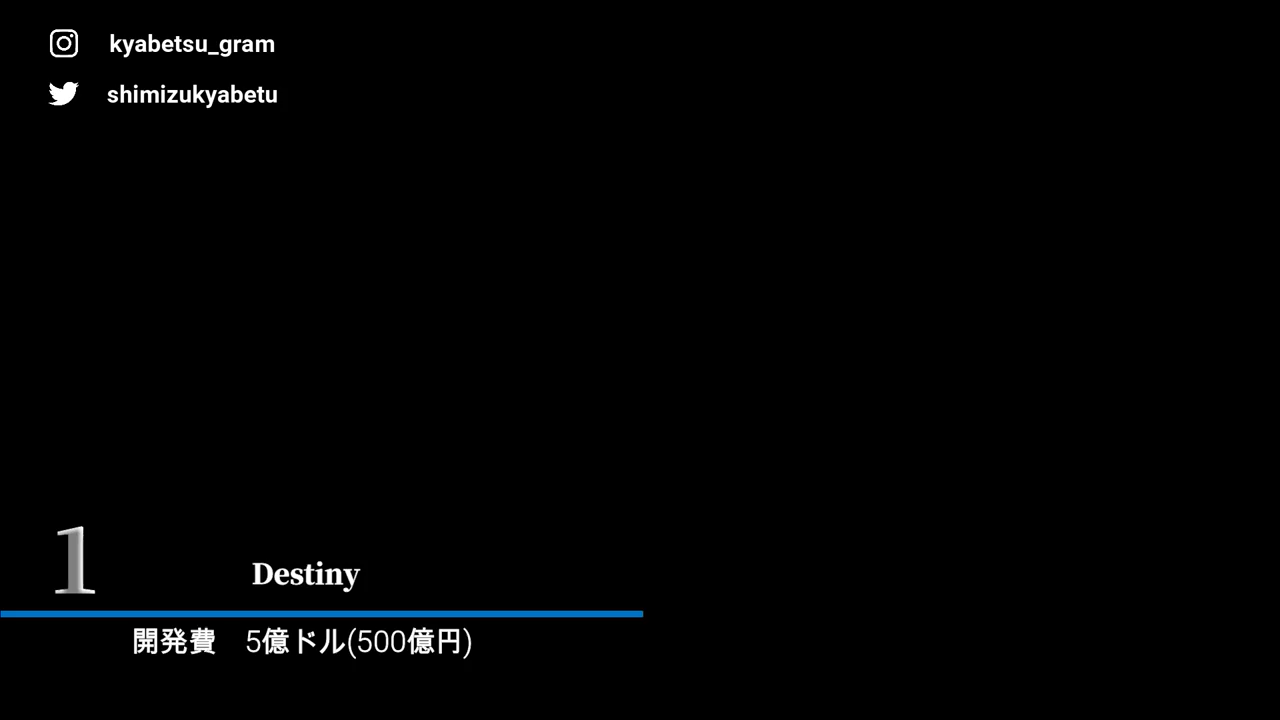 kyabetsu_gram
shimizukyabetu
1
Destiny
開発費　5億ドル(500億円)